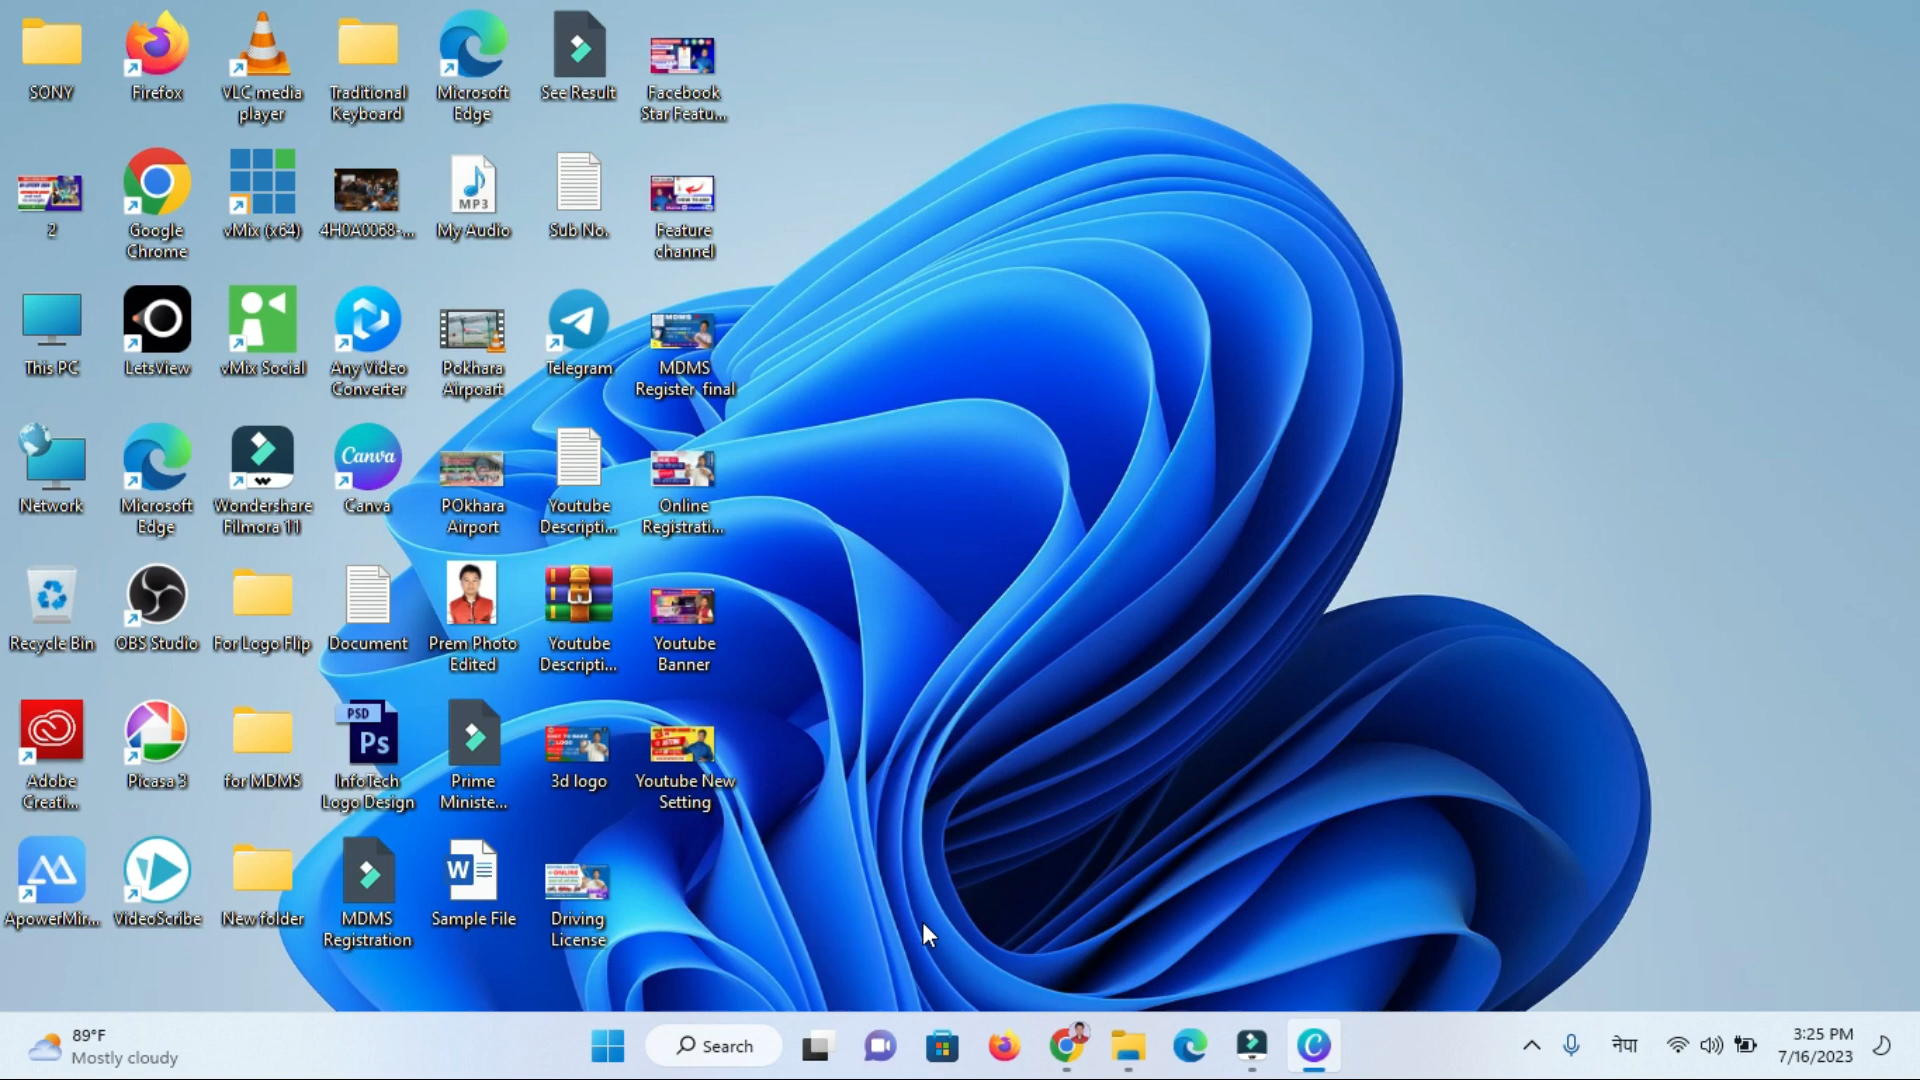 SONY
Firefox
VLC media
player
Traditional
Keyboard
Microsoft
Edge
See Result
Facebook
Star Featu...
2
Google
Chrome
vMix (x64)
4H0A0068-...
MP3
My Audio
Sub No.
Feature
channel
This PC
LetsView
vMix Social
Any Video
Converter
Pokhara
Airpoart
Telegram
MDMS
Register final
Network
Microsoft
Edge
Wondershare
Filmora 11
Canva
Canva
POkhara
Airport
Youtube
Descripti...
Online
Registrati...
Recycle Bin
OBS Studio
For Logo Flip
Document
Prem Photo
Edited
Youtube
Descripti...
Youtube
Banner
Adobe
Creati...
Picasa 3
for MDMS
PSD
Ps
InfoTech
Logo Design
Prime
Ministe...
3d logo
Youtube New
Setting
ApowerMir...
VideoScribe
New folder
MDMS
Registration
W
Sample File
Driving
License
89°F
Mostly cloudy
Search
नेपा
3:25 PM
7/16/2023